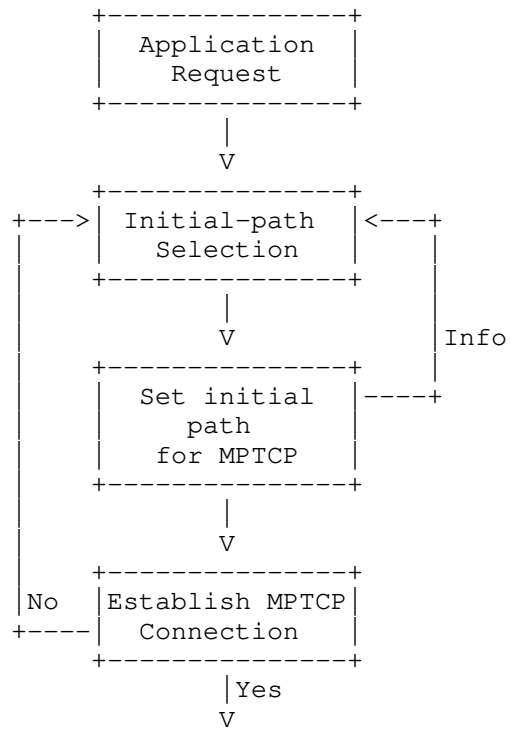 Application
Request
V
Initial-path
Selection
V
Info
Set initial
path
for MPTCP
V
No
Establish MPTCP
Connection
Yes
V